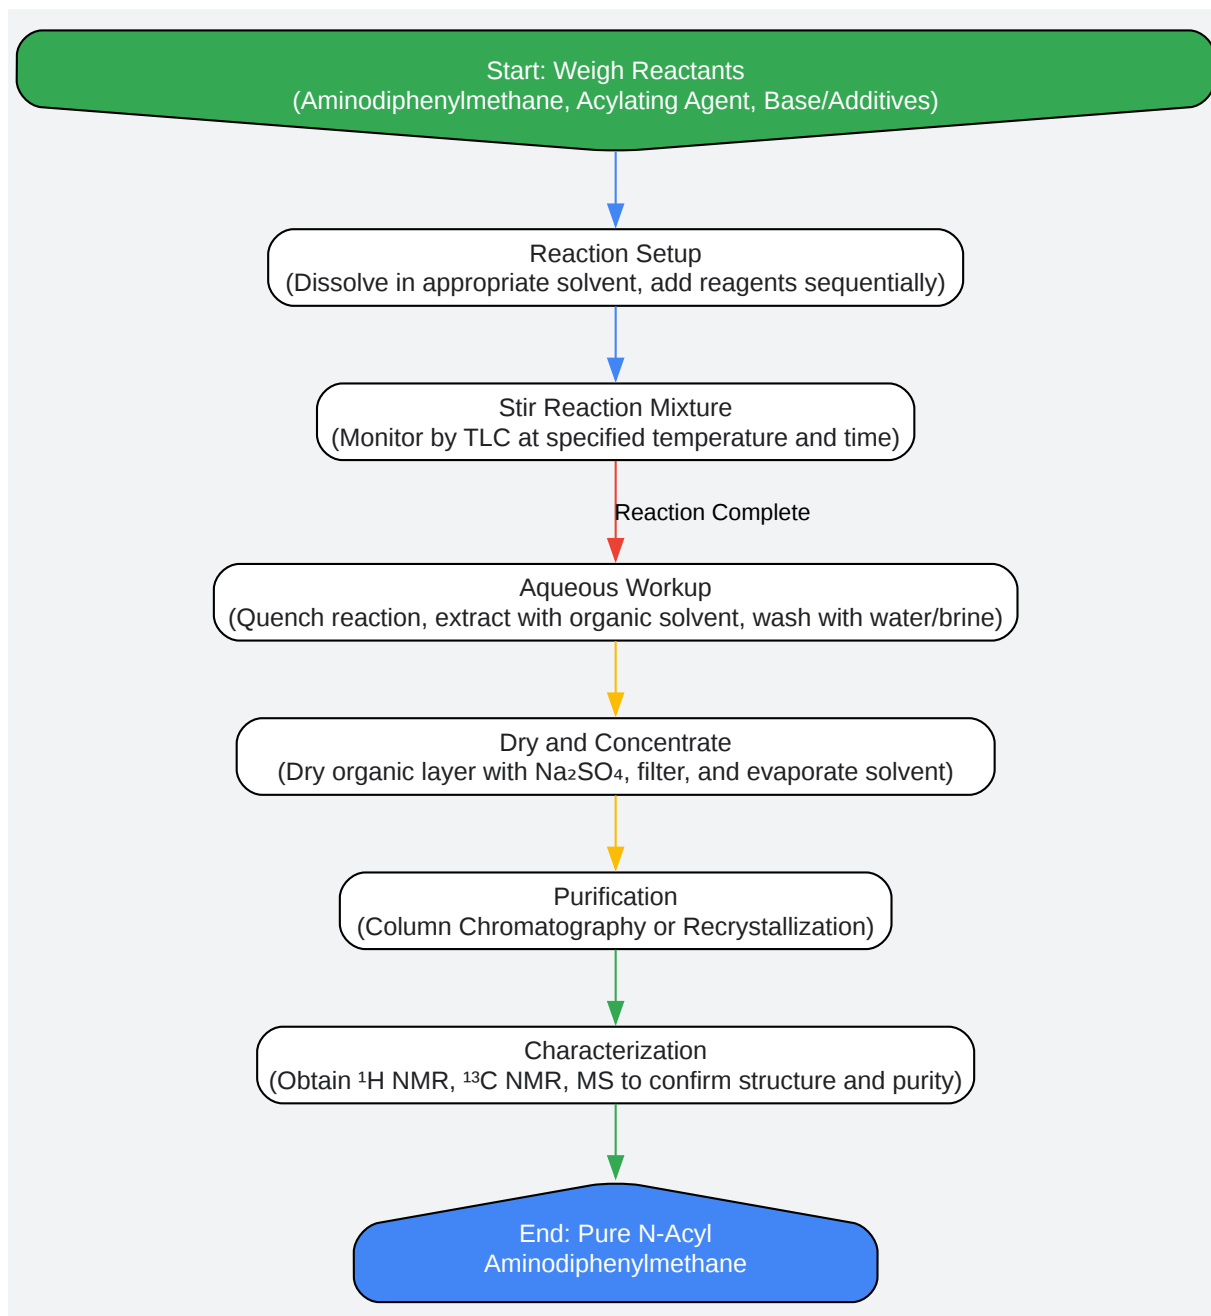 Start: Weigh Reactants
(Aminodiphenylmethane, Acylating Agent, Base/Additives)
Reaction Setup
(Dissolve in appropriate solvent, add reagents sequentially)
Stir Reaction Mixture
(Monitor by TLC at specified temperature and time)
Reaction Complete
Aqueous Workup
(Quench reaction, extract with organic solvent, wash with water/brine)
Dry and Concentrate
(Dry organic layer with Na₂SO₄, filter, and evaporate solvent)
Purification
(Column Chromatography or Recrystallization)
Characterization
(Obtain ¹H NMR, ¹³C NMR, MS to confirm structure and purity)
End: Pure N-Acyl
Aminodiphenylmethane